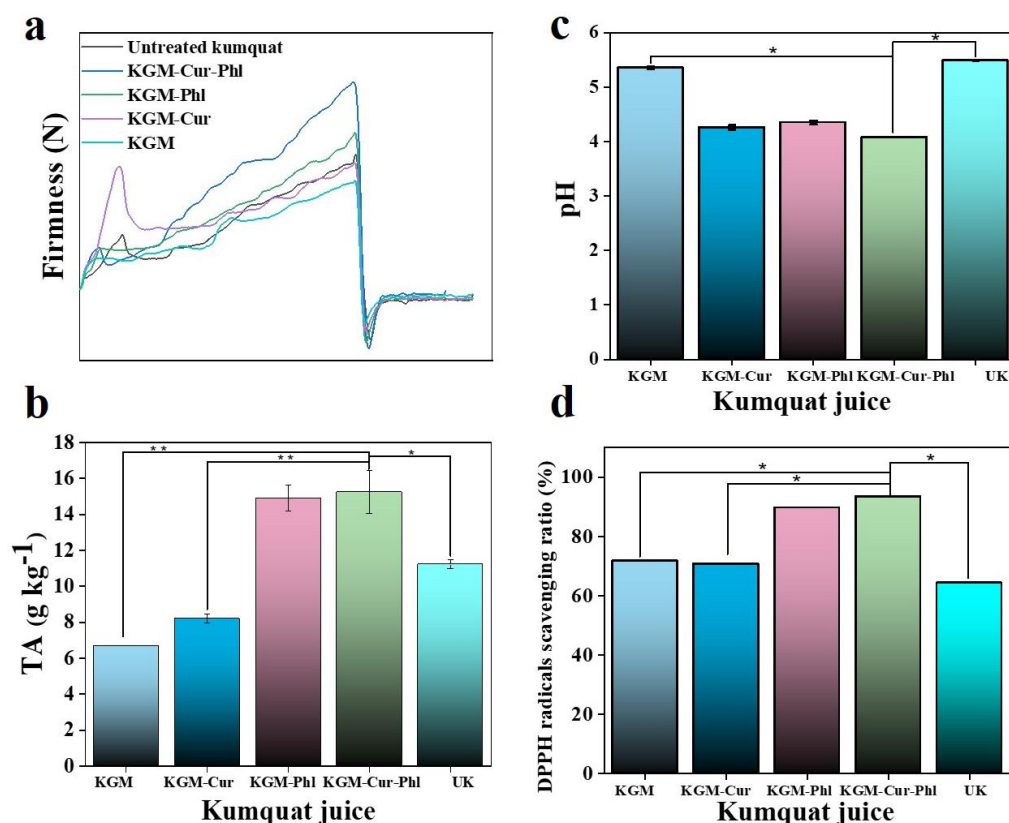 a
Untreated kumquat
KGM-Cur-Phl
KGM-Phl
KGM-Cur
KGM
Firmness (N)
c
pH
6
5
4
3
2
1
0
*
*
KGM
KGM-Cur
KGM-Phl
KGM-Cur-Phl
UK
Kumquat juice
b
TA (g kg-1)
18
16
14
12
10
8
6
4
2
0
**
**
*
KGM
KGM-Cur
KGM-Phl
KGM-Cur-Phl
UK
Kumquat juice
d
DPPH radicals scavenging ratio (%)
100
80
60
40
20
0
*
*
*
KGM
KGM-Cur
KGM-Phl
KGM-Cur-Phl
UK
Kumquat juice